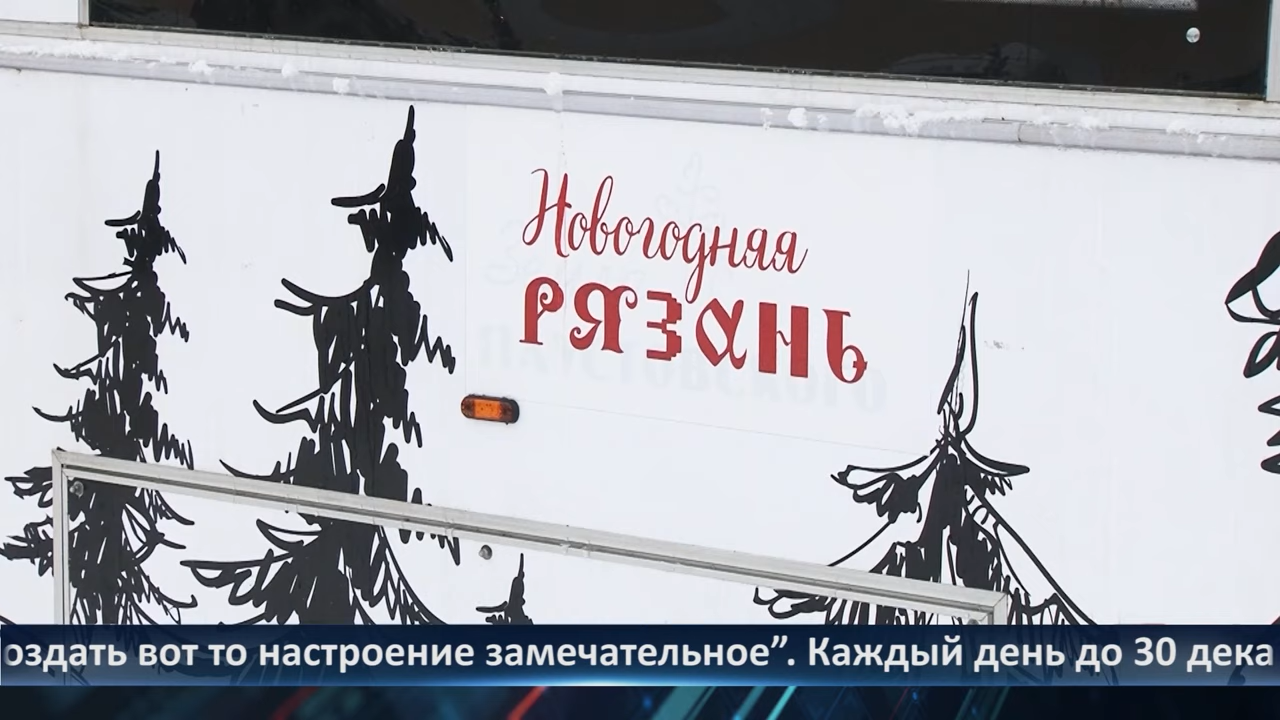 Новогодняя
РЯЗАНЬ
оздать вот то настроение замечательное”. Каждый день до 30 дека